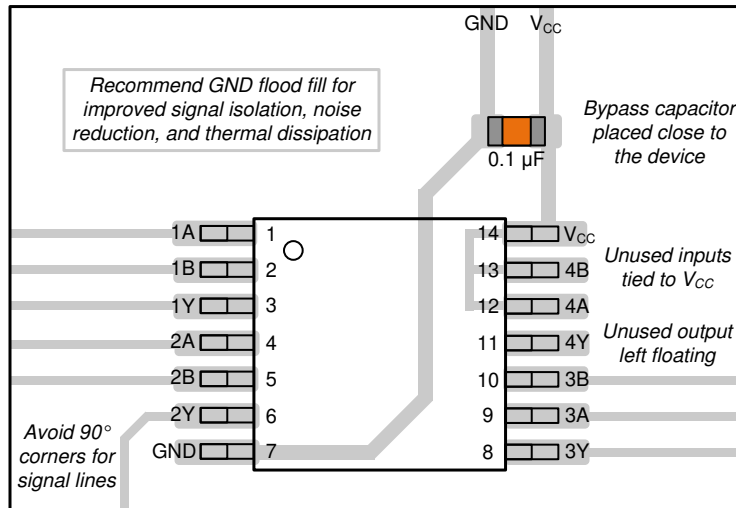 GND VCC
Recommend GND flood fill for
improved signal isolation, noise
reduction, and thermal dissipation
Bypass capacitor
placed close to
the device
0.1 µF
1A 1 14 VCC
1B 2 13 4B
1Y 3 12 4A
2A 4 11 4Y
2B 5 10 3B
2Y 6 9 3A
GND 7 8 3Y
Unused inputs
tied to VCC
Unused output
left floating
Avoid 90°
corners for
signal lines